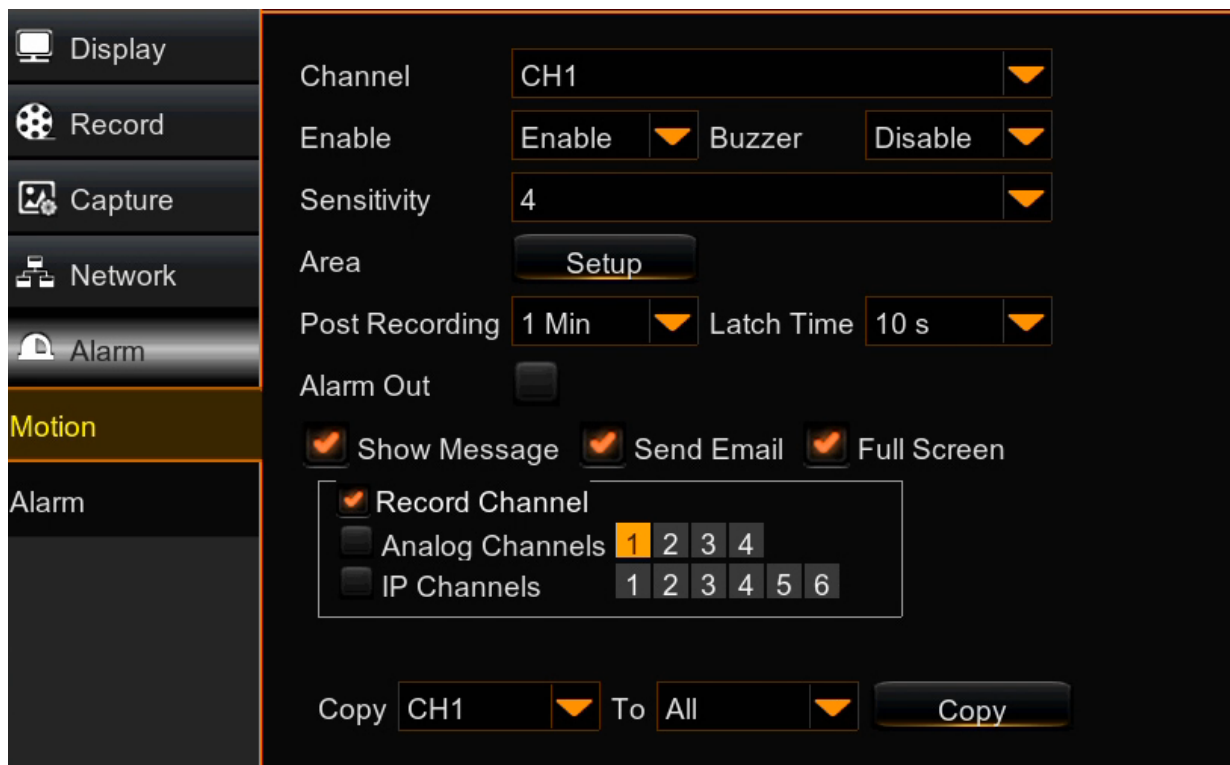 Display
Record
Capture
Network
Alarm
Motion
Alarm
Channel CH1
Enable Enable Buzzer Disable
Sensitivity 4
Area Setup
Post Recording 1 Min Latch Time 10 s
Alarm Out
Show Message Send Email Full Screen
Record Channel
Analog Channels 1 2 3 4
IP Channels 1 2 3 4 5 6
Copy CH1 To All Copy